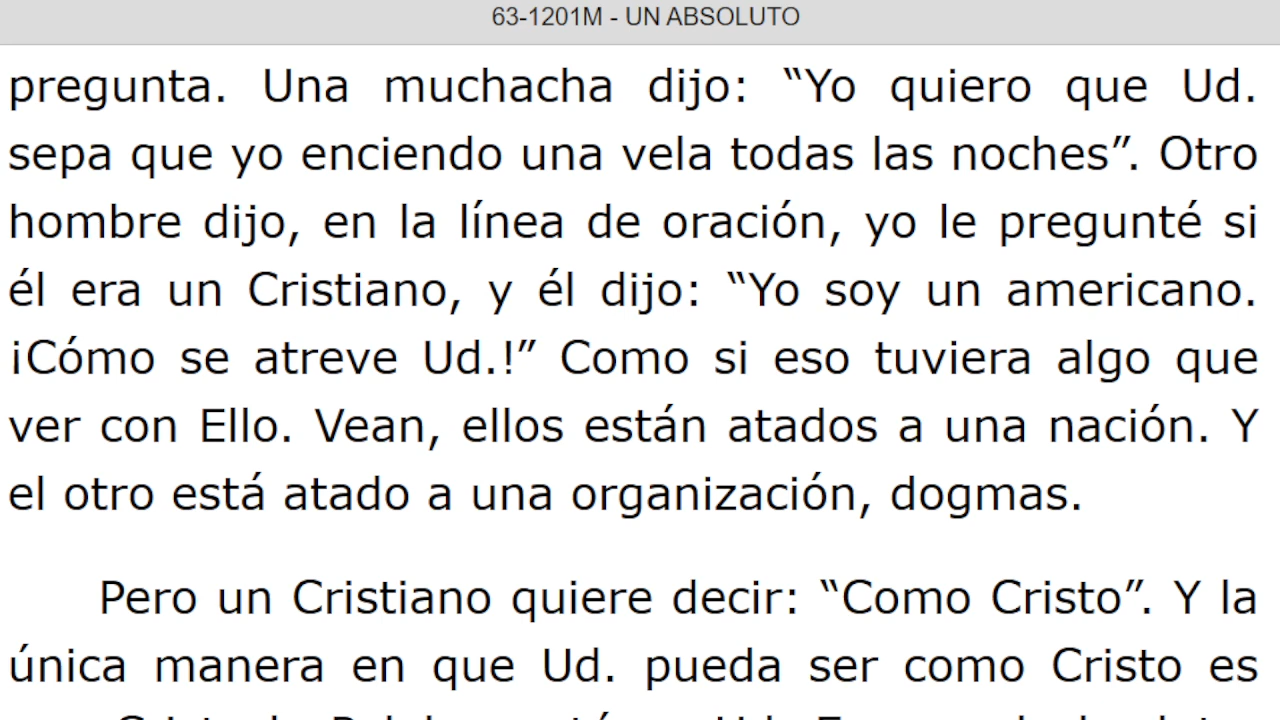 63-1201M - UN ABSOLUTO
pregunta. Una muchacha dijo: “Yo quiero que Ud.
sepa que yo enciendo una vela todas las noches”. Otro
hombre dijo, en la línea de oración, yo le pregunté si
él era un Cristiano, y él dijo: “Yo soy un americano.
¡Cómo se atreve Ud.!” Como si eso tuviera algo que
ver con Ello. Vean, ellos están atados a una nación. Y
el otro está atado a una organización, dogmas.
Pero un Cristiano quiere decir: “Como Cristo”. Y la
única manera en que Ud. pueda ser como Cristo es